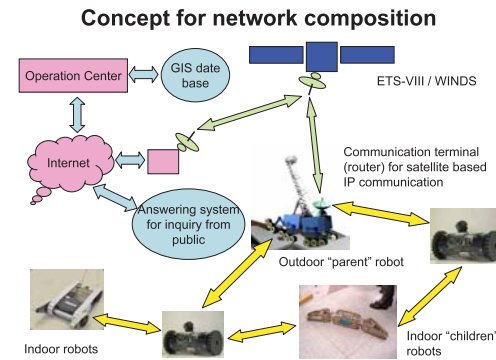 Concept for network composition
Operation Center
GIS date
base
ETS-VIII / WINDS
Internet
Communication terminal
(router) for satellite based
IP communication
Answering system
for inquiry from
public
Outdoor “parent” robot
Indoor robots
Indoor “children”
robots